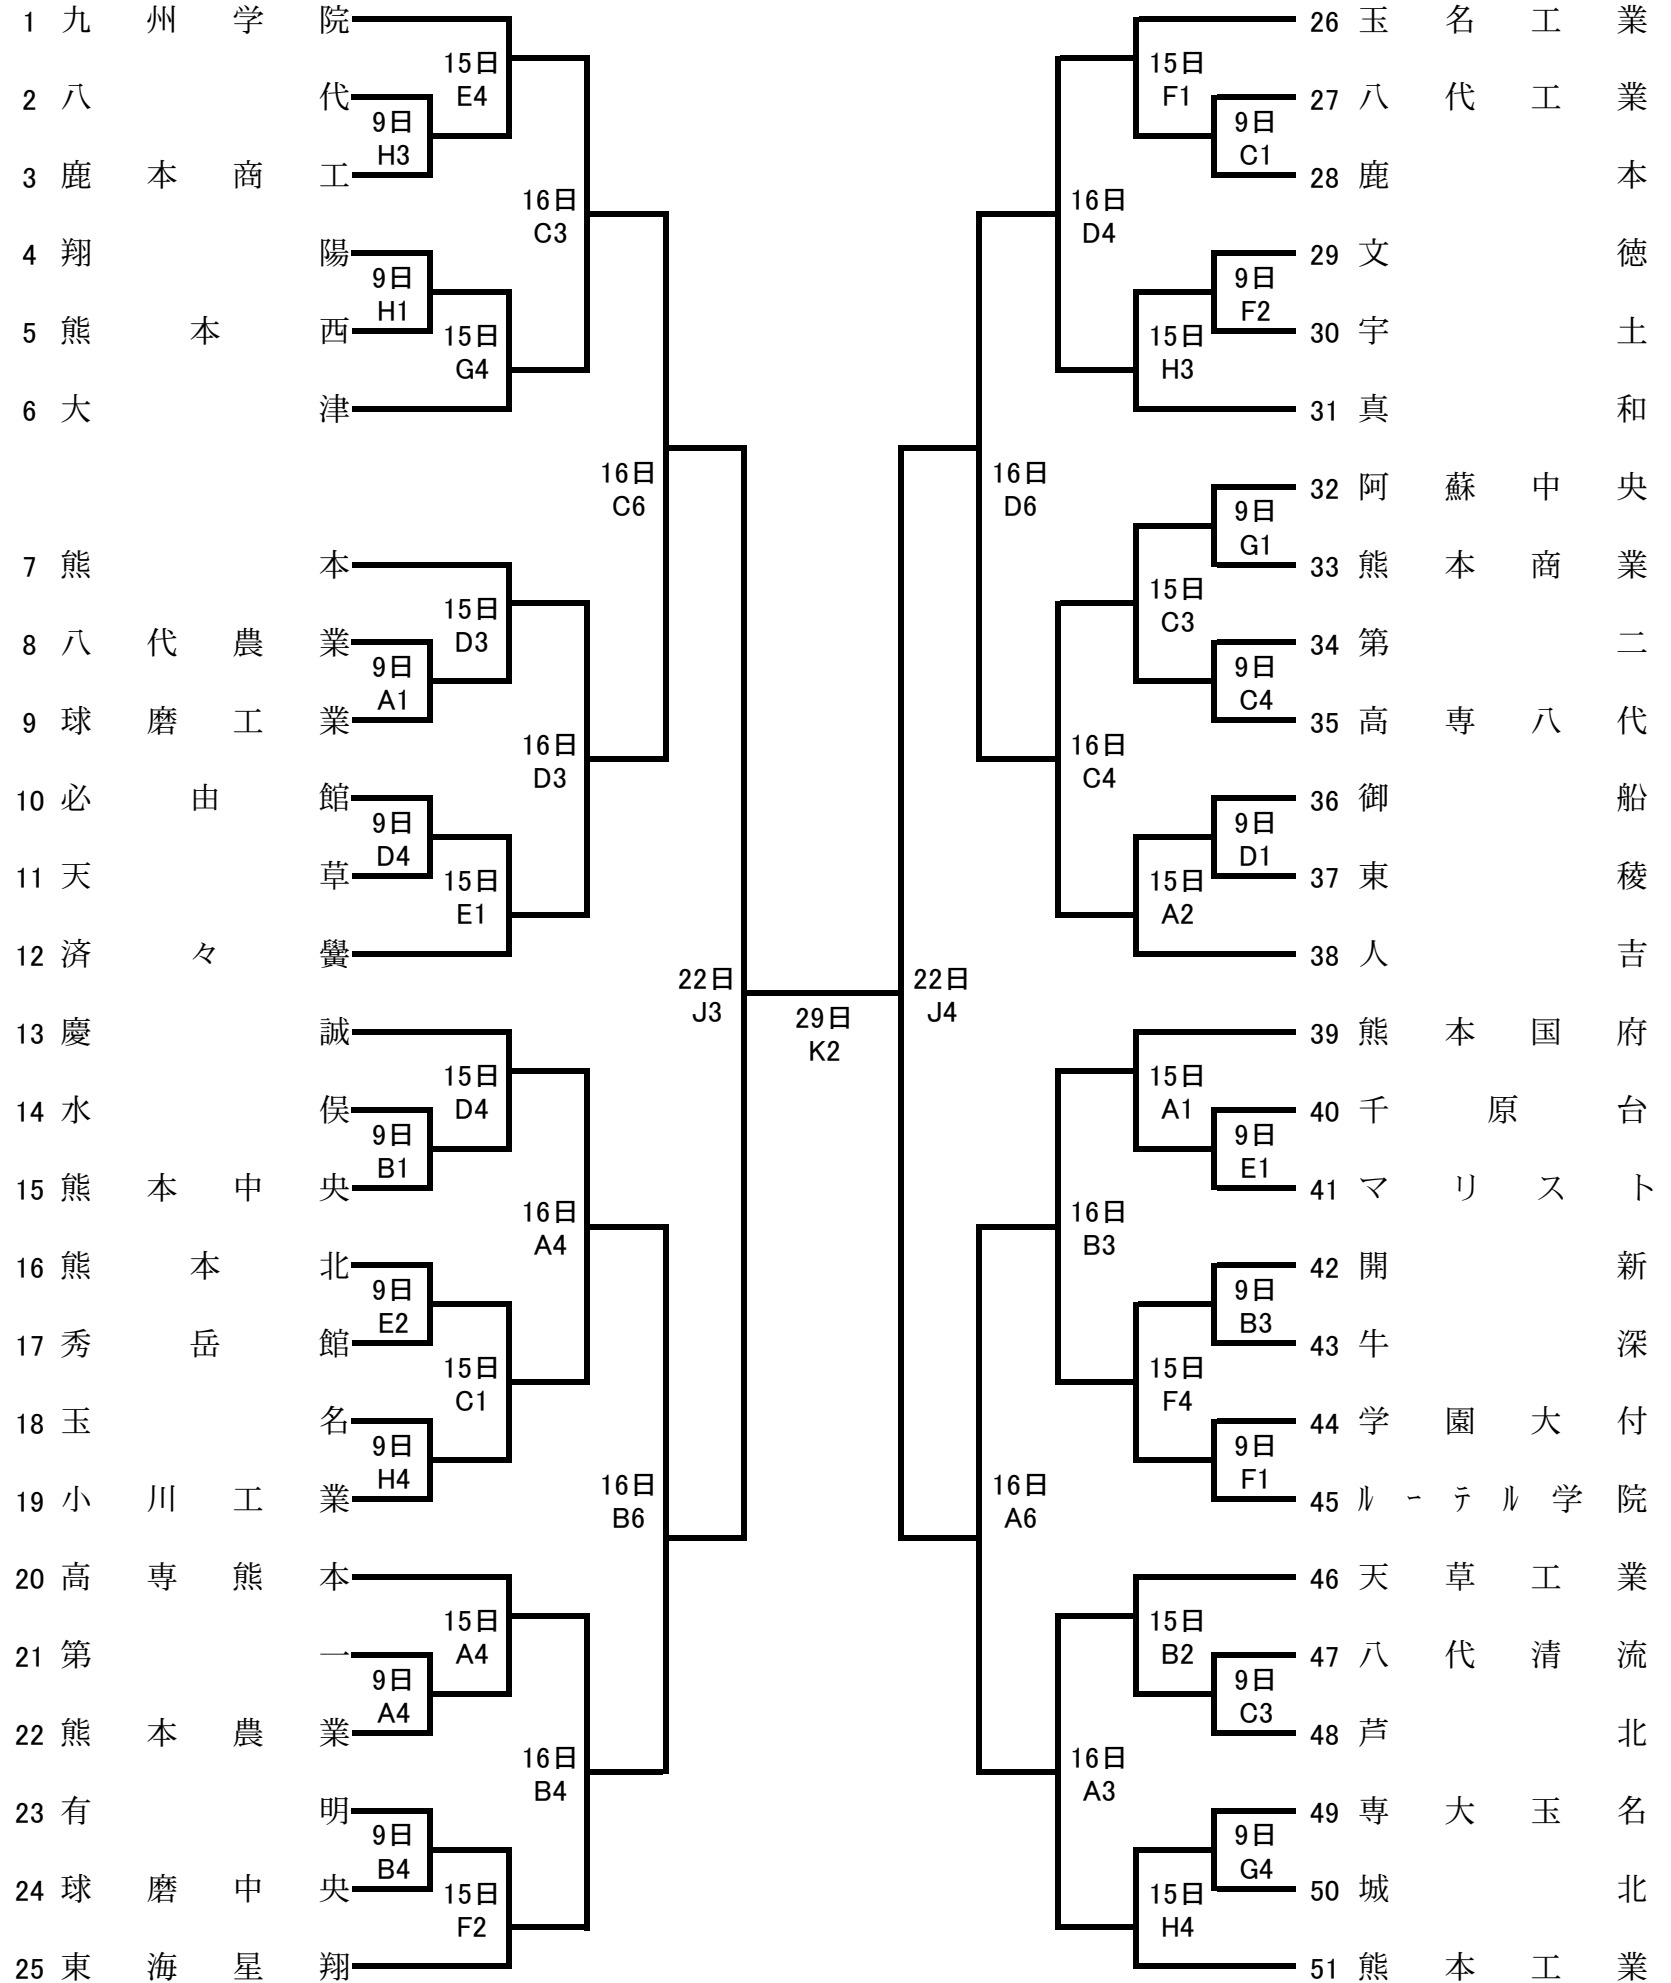 1 九州学院
15日
E4
2 八代
9日
H3
3 鹿本商工
16日
C3
4 翔陽
9日
H1
5 熊本西
15日
G4
6 大津
16日
C6
7 熊本
15日
D3
8 八代農業
9日
A1
9 球磨工業
16日
D3
10 必由館
9日
D4
11 天草
15日
E1
12 済々黌
22日
J3
13 慶誠
15日
D4
14 水俣
9日
B1
15 熊本中央
16日
A4
16 熊本北
9日
E2
17 秀岳館
15日
C1
18 玉名
9日
H4
19 小川工業
16日
B6
20 高専熊本
15日
A4
21 第一
9日
A4
22 熊本農業
16日
B4
23 有明
9日
B4
24 球磨中央
15日
F2
25 東海星翔
29日
K2
26 玉名工業
15日
F1
27 八代工業
9日
C1
28 鹿本
16日
D4
29 文徳
9日
F2
30 宇土
15日
H3
31 真和
16日
D6
32 阿蘇中央
9日
G1
33 熊本商業
15日
C3
34 第二
9日
C4
35 高専八代
16日
C4
36 御船
9日
D1
37 東稜
15日
A2
38 人吉
22日
J4
39 熊本国府
15日
A1
40 千原台
9日
E1
41 マリスト
16日
B3
42 開新
9日
B3
43 牛深
15日
F4
44 学園大付
9日
F1
45 ﾙｰﾃﾙ学院
16日
A6
46 天草工業
15日
B2
47 八代清流
9日
C3
48 芦北
16日
A3
49 専大玉名
9日
G4
50 城北
15日
H4
51 熊本工業